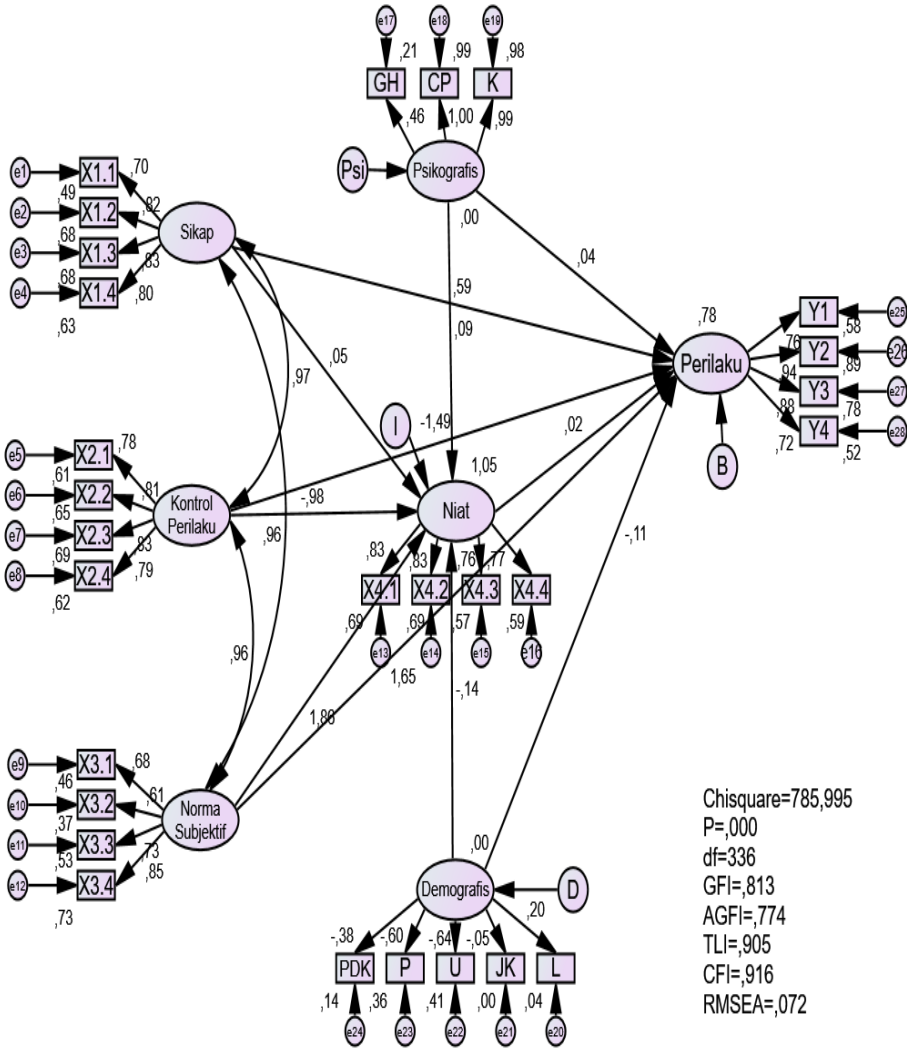 e17 e18 e19
,21 ,99 ,98
GH CP K
,46 1,00 ,99
Psi Psikografis
,00
e1 X1.1 ,70
,49
e2 X1.2 ,82
,68
e3 X1.3 ,83
,68
e4 X1.4 ,80
,63
Sikap
,04
,59
,09
,05
,97
,78
Perilaku
Y1 e25
,58
,76
Y2 e26
,89
,94
Y3 e27
,88 ,78
Y4 e28
,72 ,52
B
I
-1,49
,02
1,05
Niat
-,98
e5 X2.1 ,78
,61
e6 X2.2 ,81
,65
e7 X2.3 ,83
,69
e8 X2.4 ,79
,62
Kontrol
Perilaku
,96
,96
-,11
,83 ,83 ,76 ,77
X4.1 X4.2 X4.3 X4.4
,69 ,69 ,57 ,59
e13 e14 e15 e16
1,65
-,14
1,86
e9 X3.1 ,68
,46
e10 X3.2 ,61
,37
e11 X3.3 ,73
,53
e12 X3.4 ,85
,73
Norma
Subjektif
,00
Demografis D
-,38 -,60 -,64 -,05 ,20
PDK P U JK L
,14 ,36 ,41 ,00 ,04
e24 e23 e22 e21 e20
Chisquare=785,995
P=,000
df=336
GFI=,813
AGFI=,774
TLI=,905
CFI=,916
RMSEA=,072